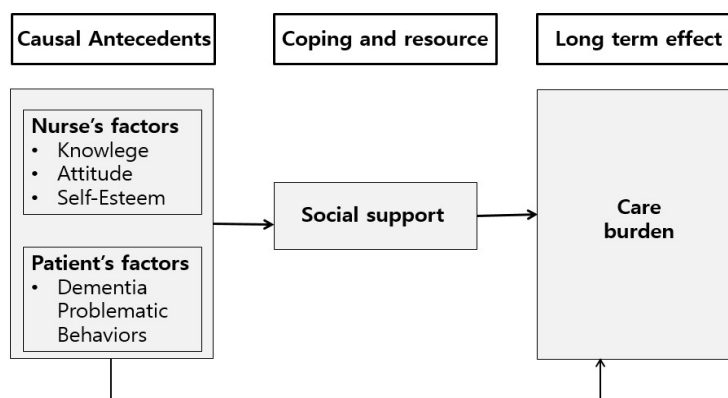 Causal Antecedents
Coping and resource
Long term effect
Nurse's factors
• Knowlege
• Attitude
• Self-Esteem
Patient's factors
• Dementia
Problematic
Behaviors
Social support
Care
burden